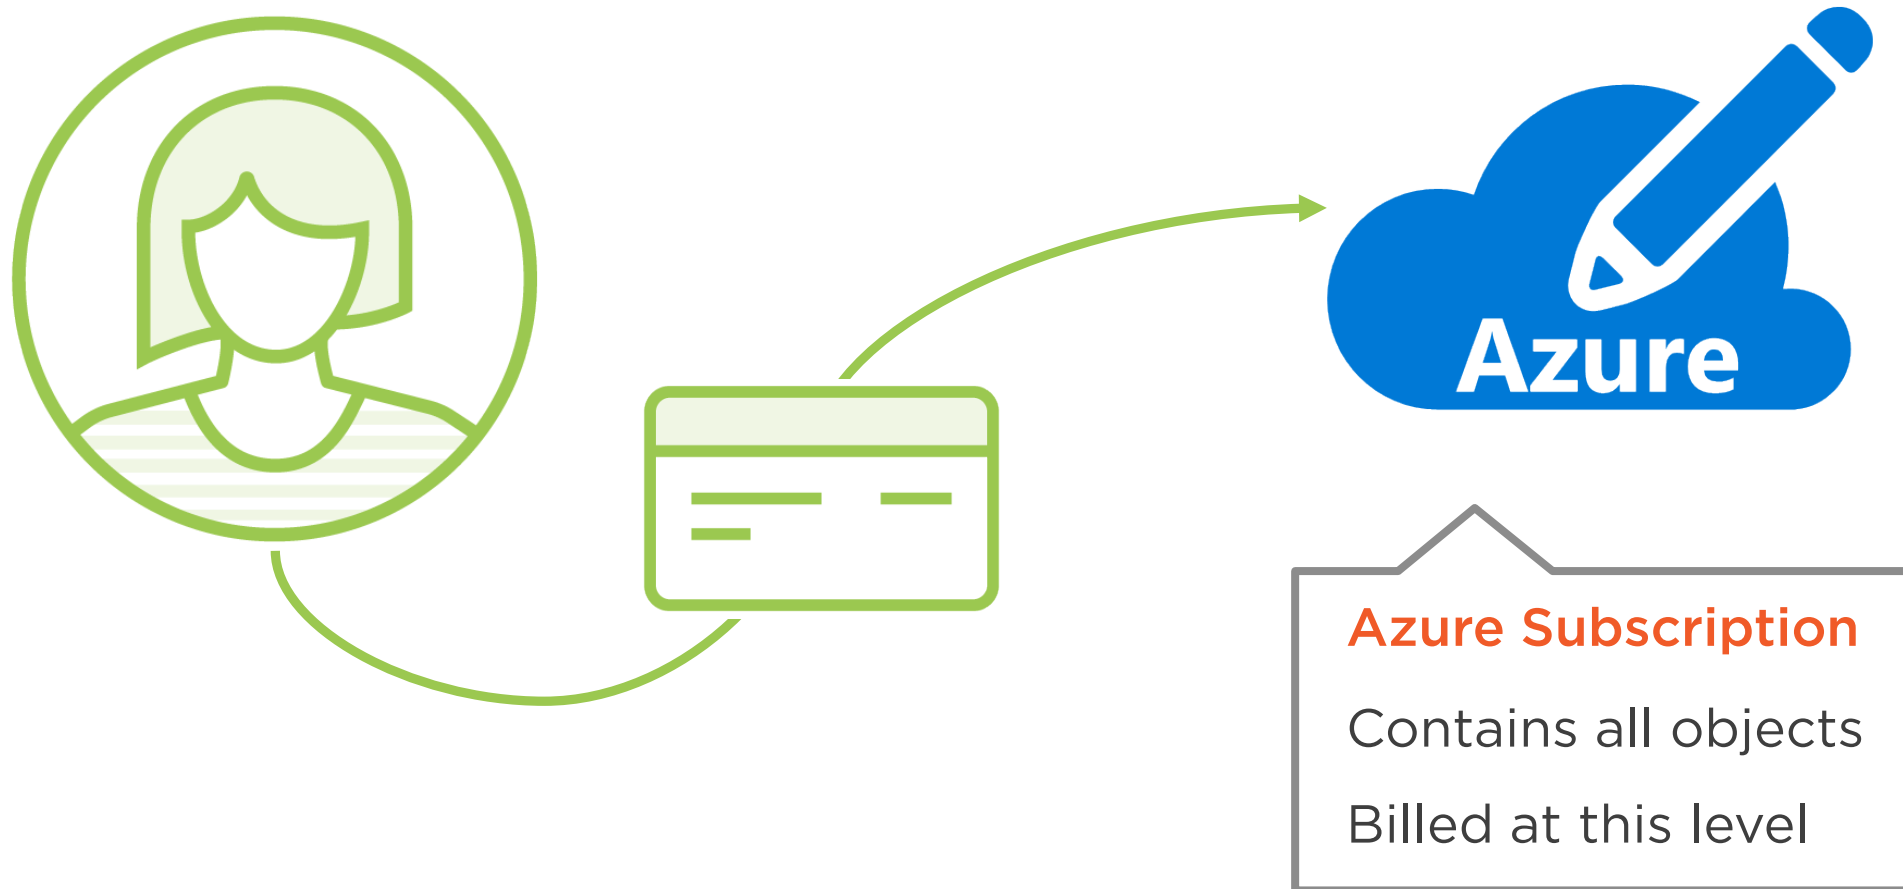 Azure
Azure Subscription
Contains all objects
Billed at this level